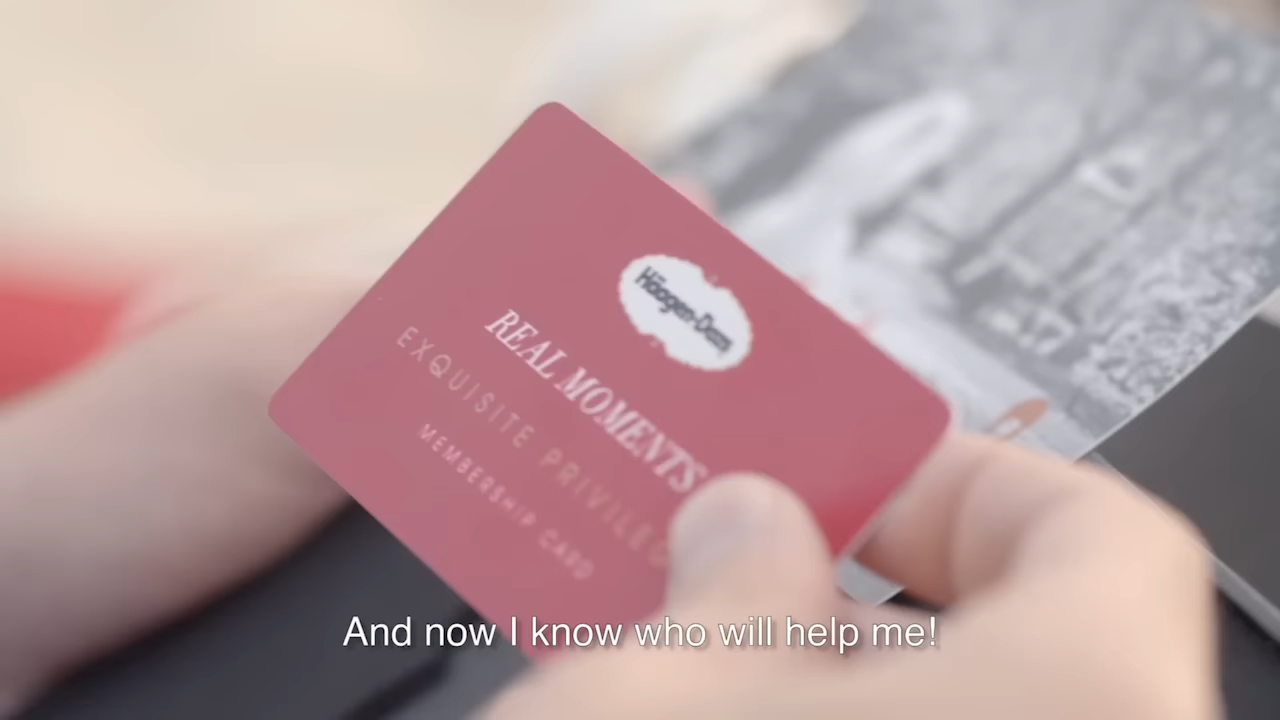 Häagen-Dazs
REAL MOMENTS
EXQUISITE PRIVILEG
MEMBERSHIP CARD
And now I know who will help me!